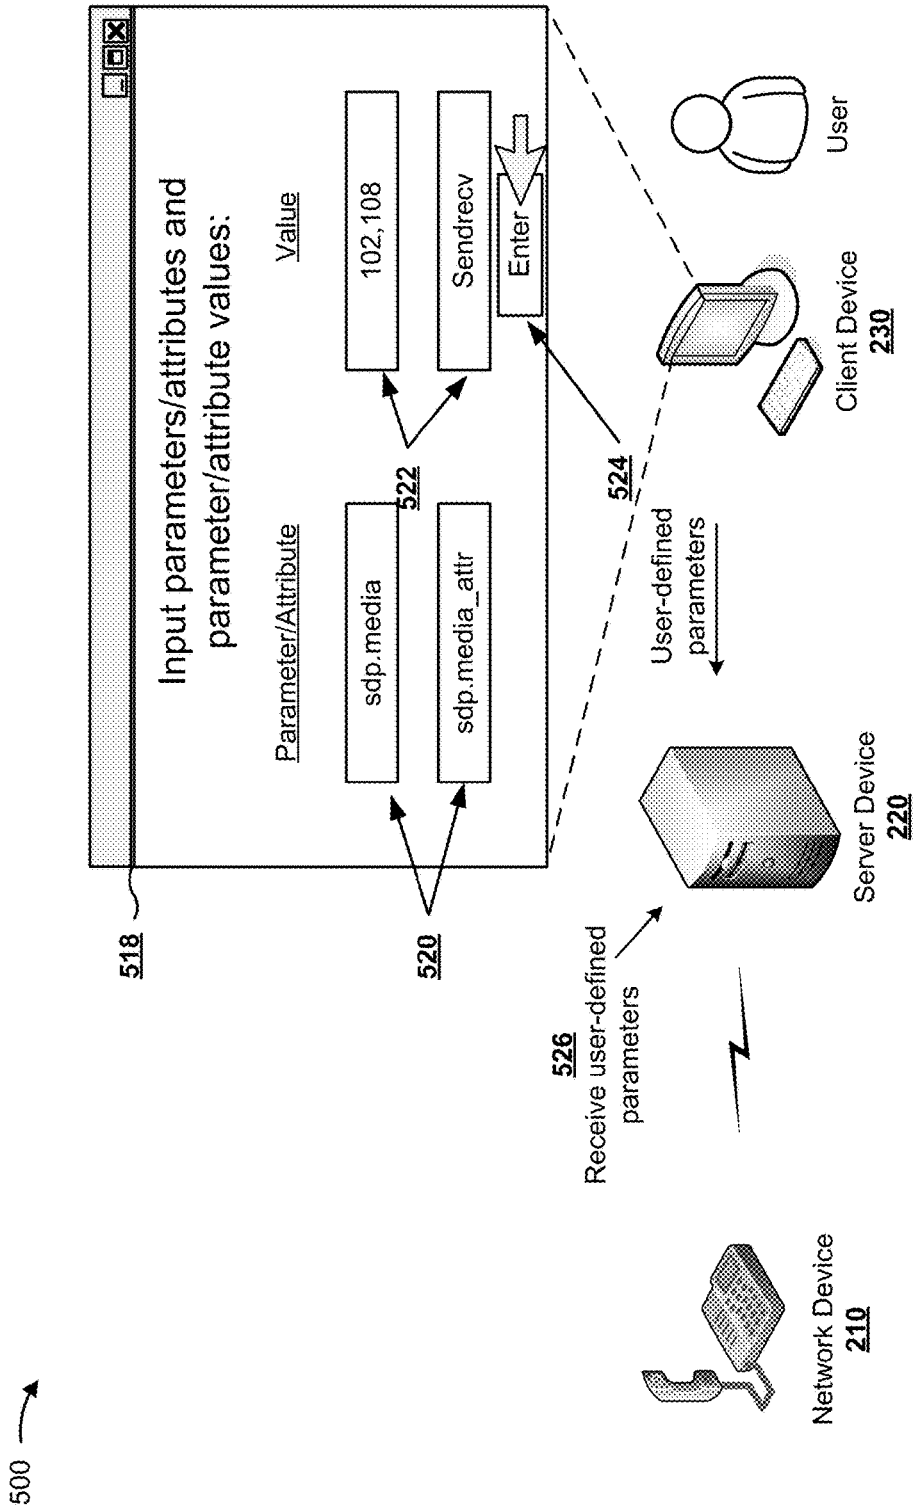 500
518
Input parameters/attributes and
parameter/attribute values:
Parameter/Attribute
Value
sdp.media
102,108
522
520
sdp.media_attr
Sendrecv
Enter
524
526
Receive user-defined
parameters
User-defined
parameters
Network Device
210
Server Device
220
Client Device
230
User